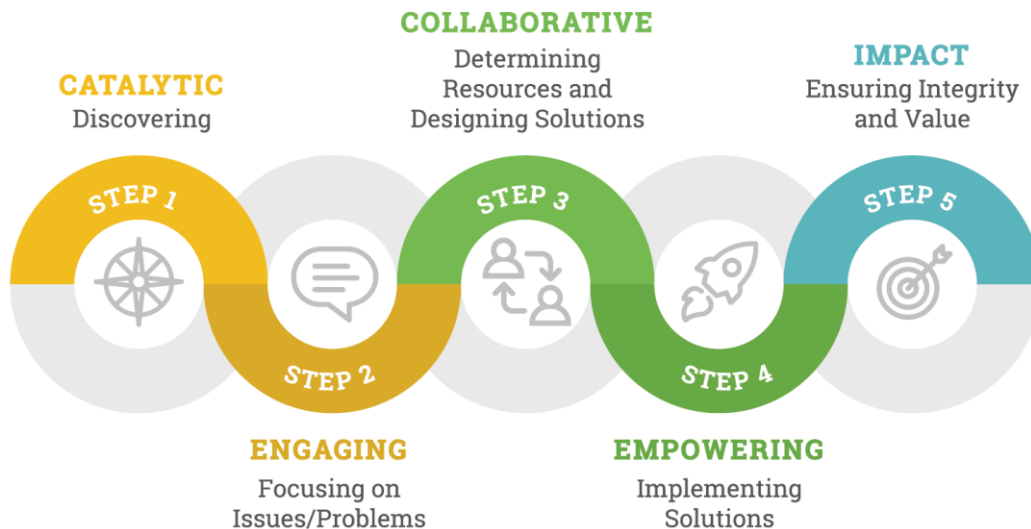 CATALYTIC
Discovering
STEP 1
ENGAGING
Focusing on
Issues/Problems
STEP 2
COLLABORATIVE
Determining
Resources and
Designing Solutions
STEP 3
EMPOWERING
Implementing
Solutions
STEP 4
IMPACT
Ensuring Integrity
and Value
STEP 5